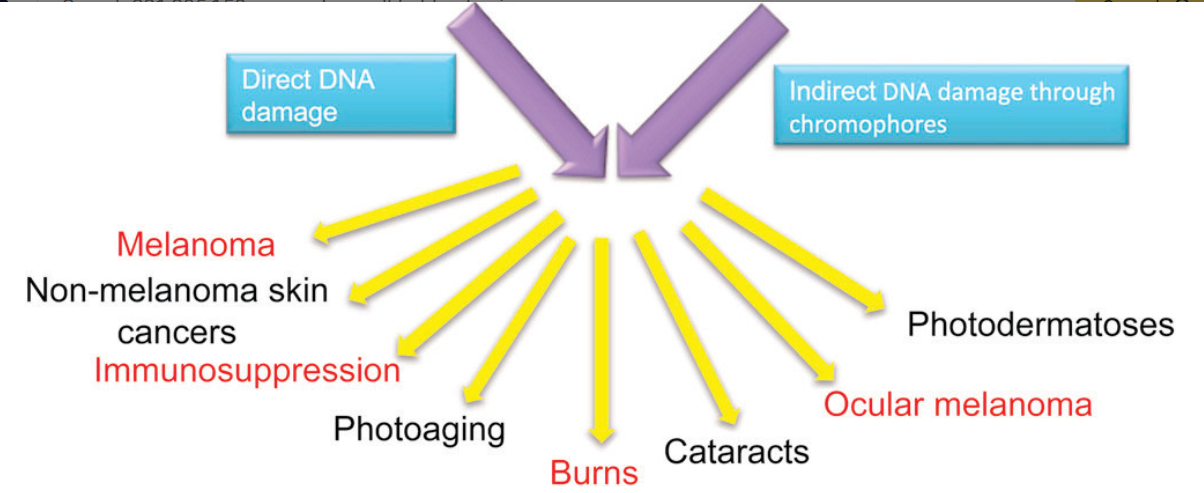 Direct DNA
damage
Indirect DNA damage through
chromophores
Melanoma
Non-melanoma skin
cancers
Immunosuppression
Photoaging
Burns
Cataracts
Ocular melanoma
Photodermatoses